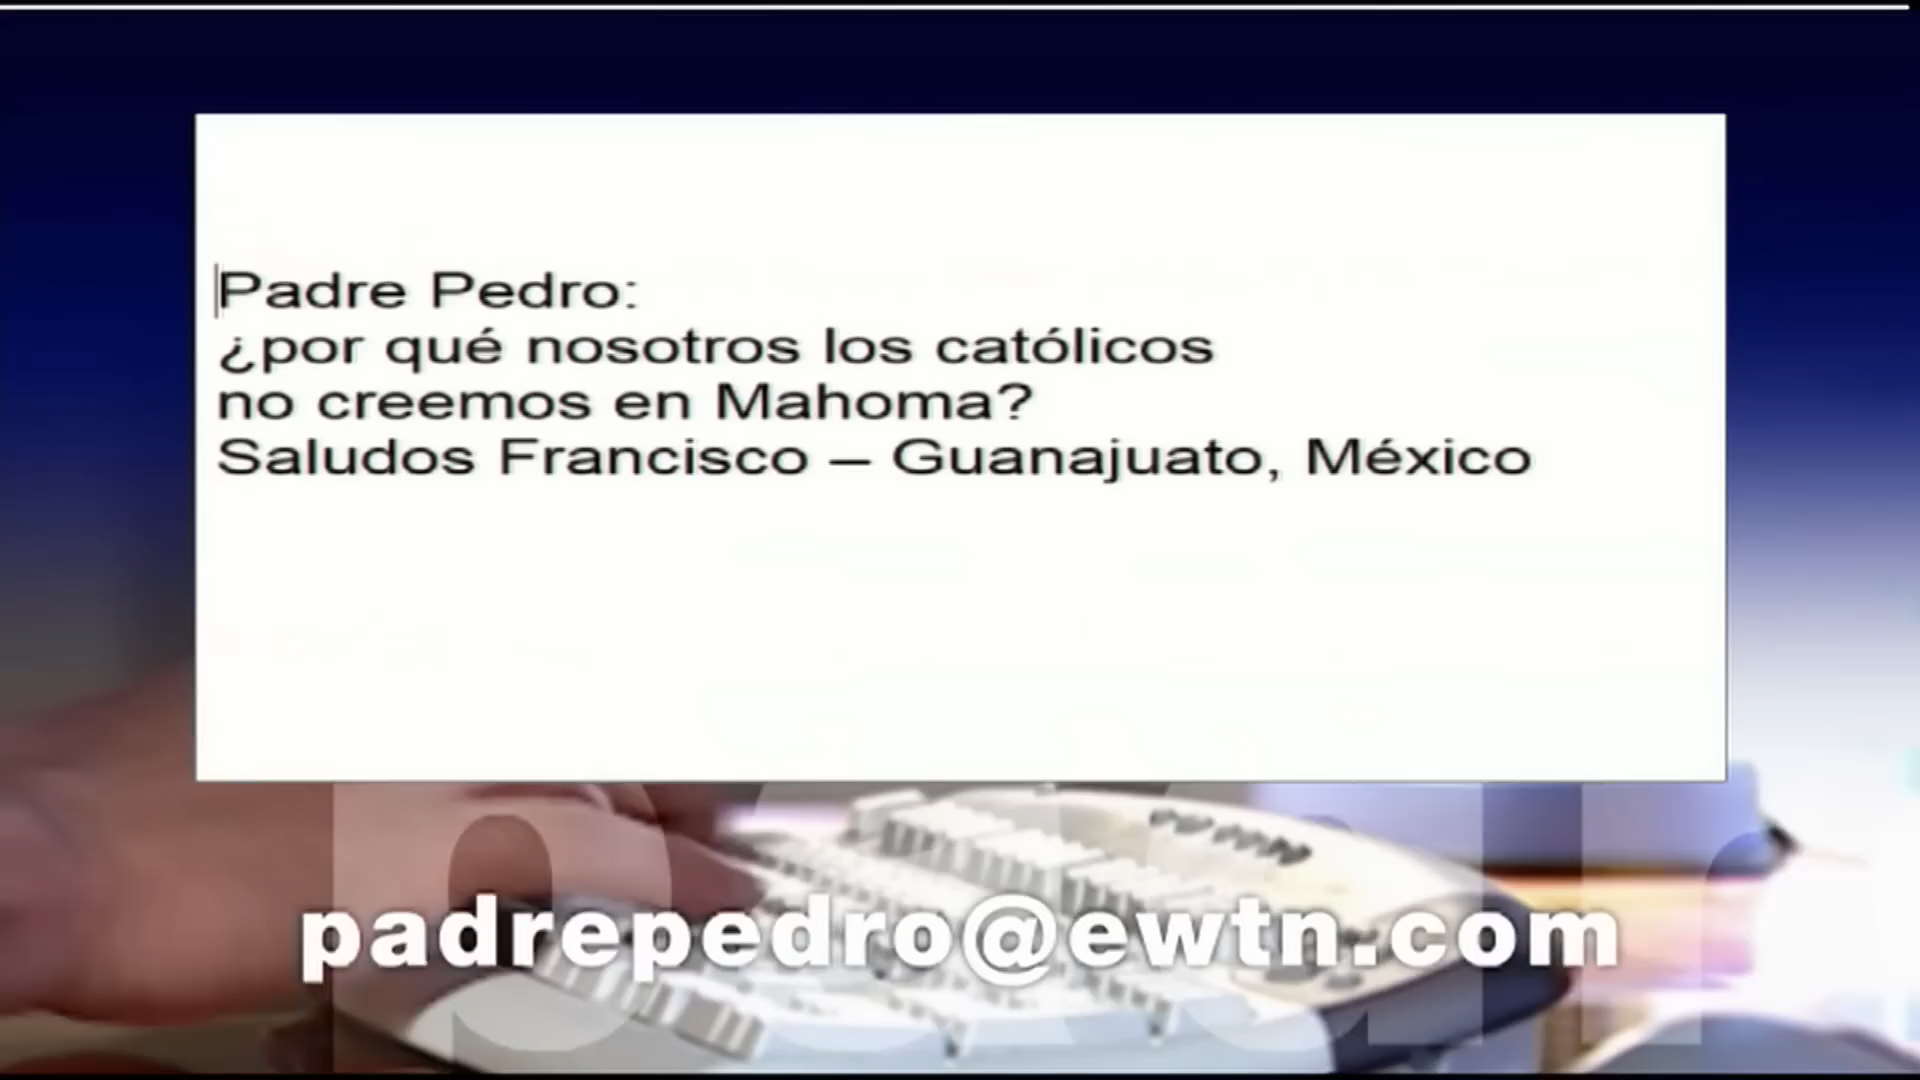 Padre Pedro:
¿por qué nosotros los católicos
no creemos en Mahoma?
Saludos Francisco – Guanajuato, México
padrepedro@ewtn.com